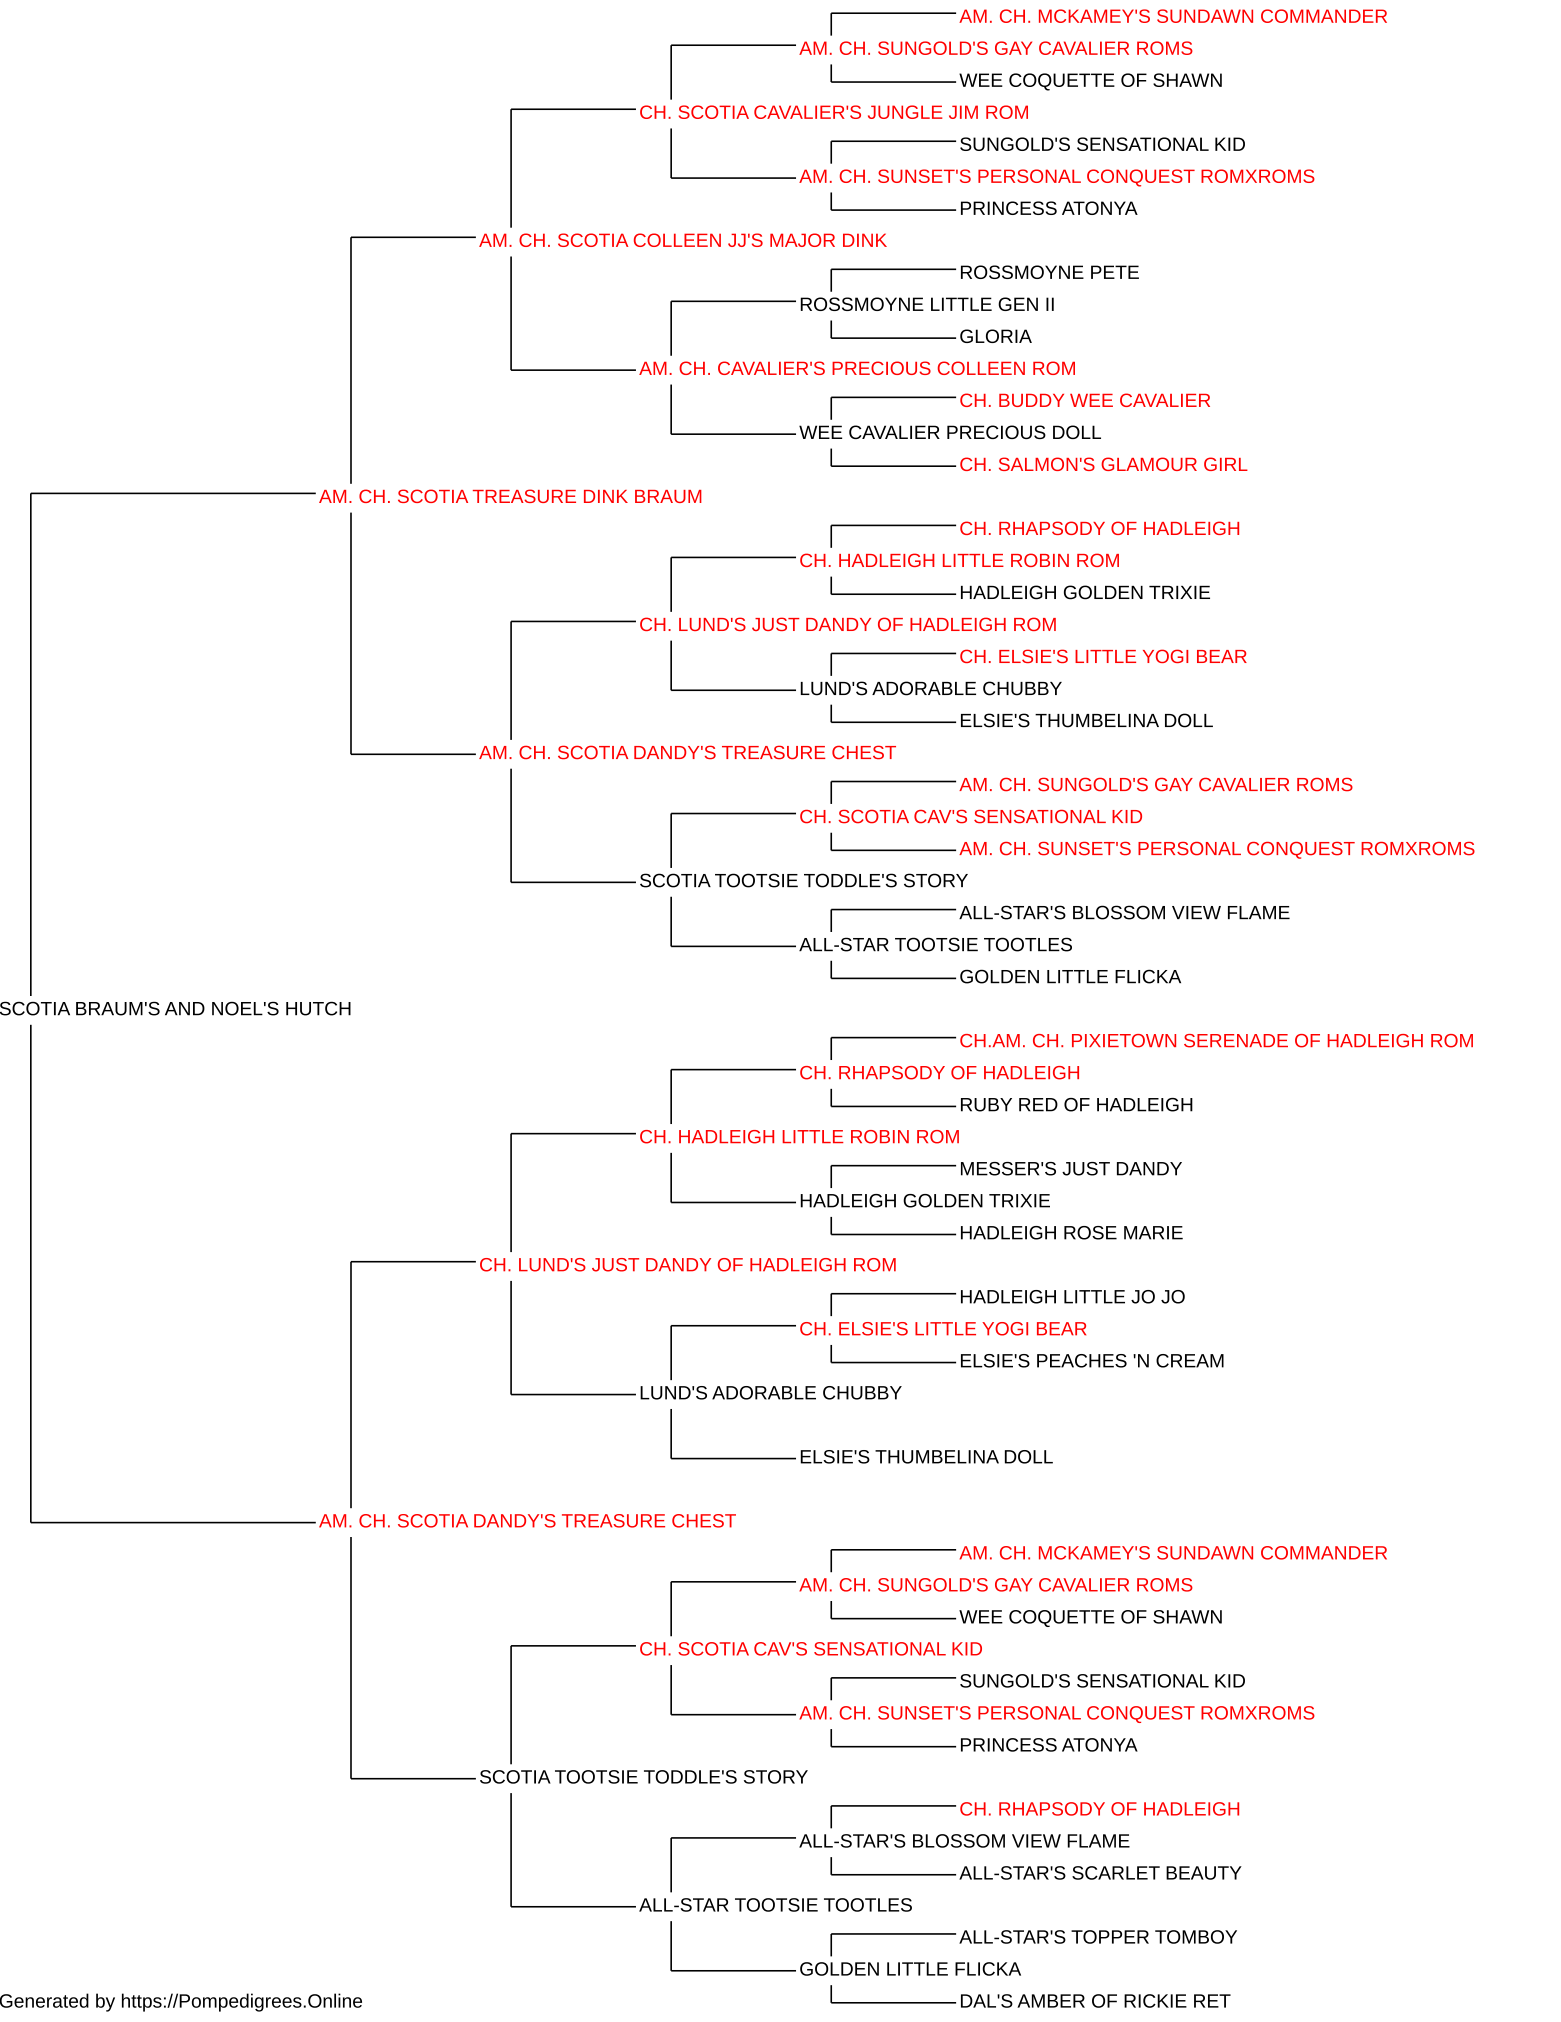 AM. CH. MCKAMEY'S SUNDAWN COMMANDER
AM. CH. SUNGOLD'S GAY CAVALIER ROMS
WEE COQUETTE OF SHAWN
CH. SCOTIA CAVALIER'S JUNGLE JIM ROM
SUNGOLD'S SENSATIONAL KID
AM. CH. SUNSET'S PERSONAL CONQUEST ROMXROMS
PRINCESS ATONYA
AM. CH. SCOTIA COLLEEN JJ'S MAJOR DINK
ROSSMOYNE PETE
ROSSMOYNE LITTLE GEN II
GLORIA
AM. CH. CAVALIER'S PRECIOUS COLLEEN ROM
CH. BUDDY WEE CAVALIER
WEE CAVALIER PRECIOUS DOLL
CH. SALMON'S GLAMOUR GIRL
AM. CH. SCOTIA TREASURE DINK BRAUM
CH. RHAPSODY OF HADLEIGH
CH. HADLEIGH LITTLE ROBIN ROM
HADLEIGH GOLDEN TRIXIE
CH. LUND'S JUST DANDY OF HADLEIGH ROM
CH. ELSIE'S LITTLE YOGI BEAR
LUND'S ADORABLE CHUBBY
ELSIE'S THUMBELINA DOLL
AM. CH. SCOTIA DANDY'S TREASURE CHEST
AM. CH. SUNGOLD'S GAY CAVALIER ROMS
CH. SCOTIA CAV'S SENSATIONAL KID
AM. CH. SUNSET'S PERSONAL CONQUEST ROMXROMS
SCOTIA TOOTSIE TODDLE'S STORY
ALL-STAR'S BLOSSOM VIEW FLAME
ALL-STAR TOOTSIE TOOTLES
GOLDEN LITTLE FLICKA
SCOTIA BRAUM'S AND NOEL'S HUTCH
CH.AM. CH. PIXIETOWN SERENADE OF HADLEIGH ROM
CH. RHAPSODY OF HADLEIGH
RUBY RED OF HADLEIGH
CH. HADLEIGH LITTLE ROBIN ROM
MESSER'S JUST DANDY
HADLEIGH GOLDEN TRIXIE
HADLEIGH ROSE MARIE
CH. LUND'S JUST DANDY OF HADLEIGH ROM
HADLEIGH LITTLE JO JO
CH. ELSIE'S LITTLE YOGI BEAR
ELSIE'S PEACHES 'N CREAM
LUND'S ADORABLE CHUBBY
ELSIE'S THUMBELINA DOLL
AM. CH. SCOTIA DANDY'S TREASURE CHEST
AM. CH. MCKAMEY'S SUNDAWN COMMANDER
AM. CH. SUNGOLD'S GAY CAVALIER ROMS
WEE COQUETTE OF SHAWN
CH. SCOTIA CAV'S SENSATIONAL KID
SUNGOLD'S SENSATIONAL KID
AM. CH. SUNSET'S PERSONAL CONQUEST ROMXROMS
PRINCESS ATONYA
SCOTIA TOOTSIE TODDLE'S STORY
CH. RHAPSODY OF HADLEIGH
ALL-STAR'S BLOSSOM VIEW FLAME
ALL-STAR'S SCARLET BEAUTY
ALL-STAR TOOTSIE TOOTLES
ALL-STAR'S TOPPER TOMBOY
GOLDEN LITTLE FLICKA
DAL'S AMBER OF RICKIE RET
Generated by https://Pompedigrees.Online